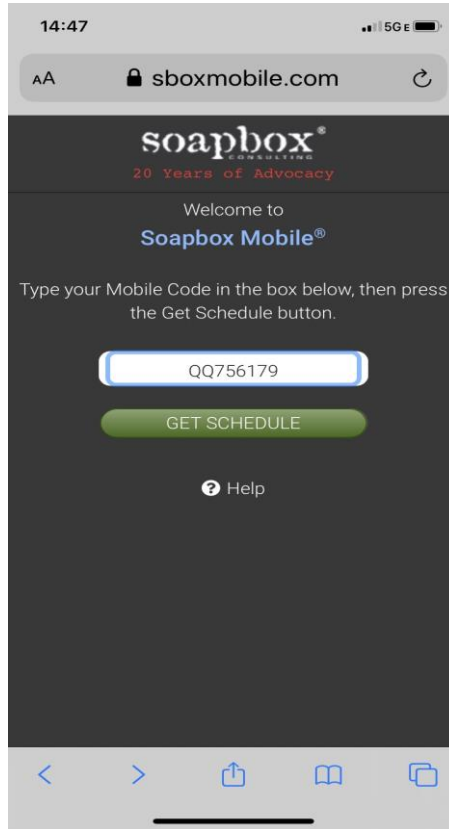 14:47
5G E
AA
sboxmobile.com
soapbox®
CONSULTING
20 Years of Advocacy
Welcome to
Soapbox Mobile®
Type your Mobile Code in the box below, then press
the Get Schedule button.
QQ756179
GET SCHEDULE
? Help